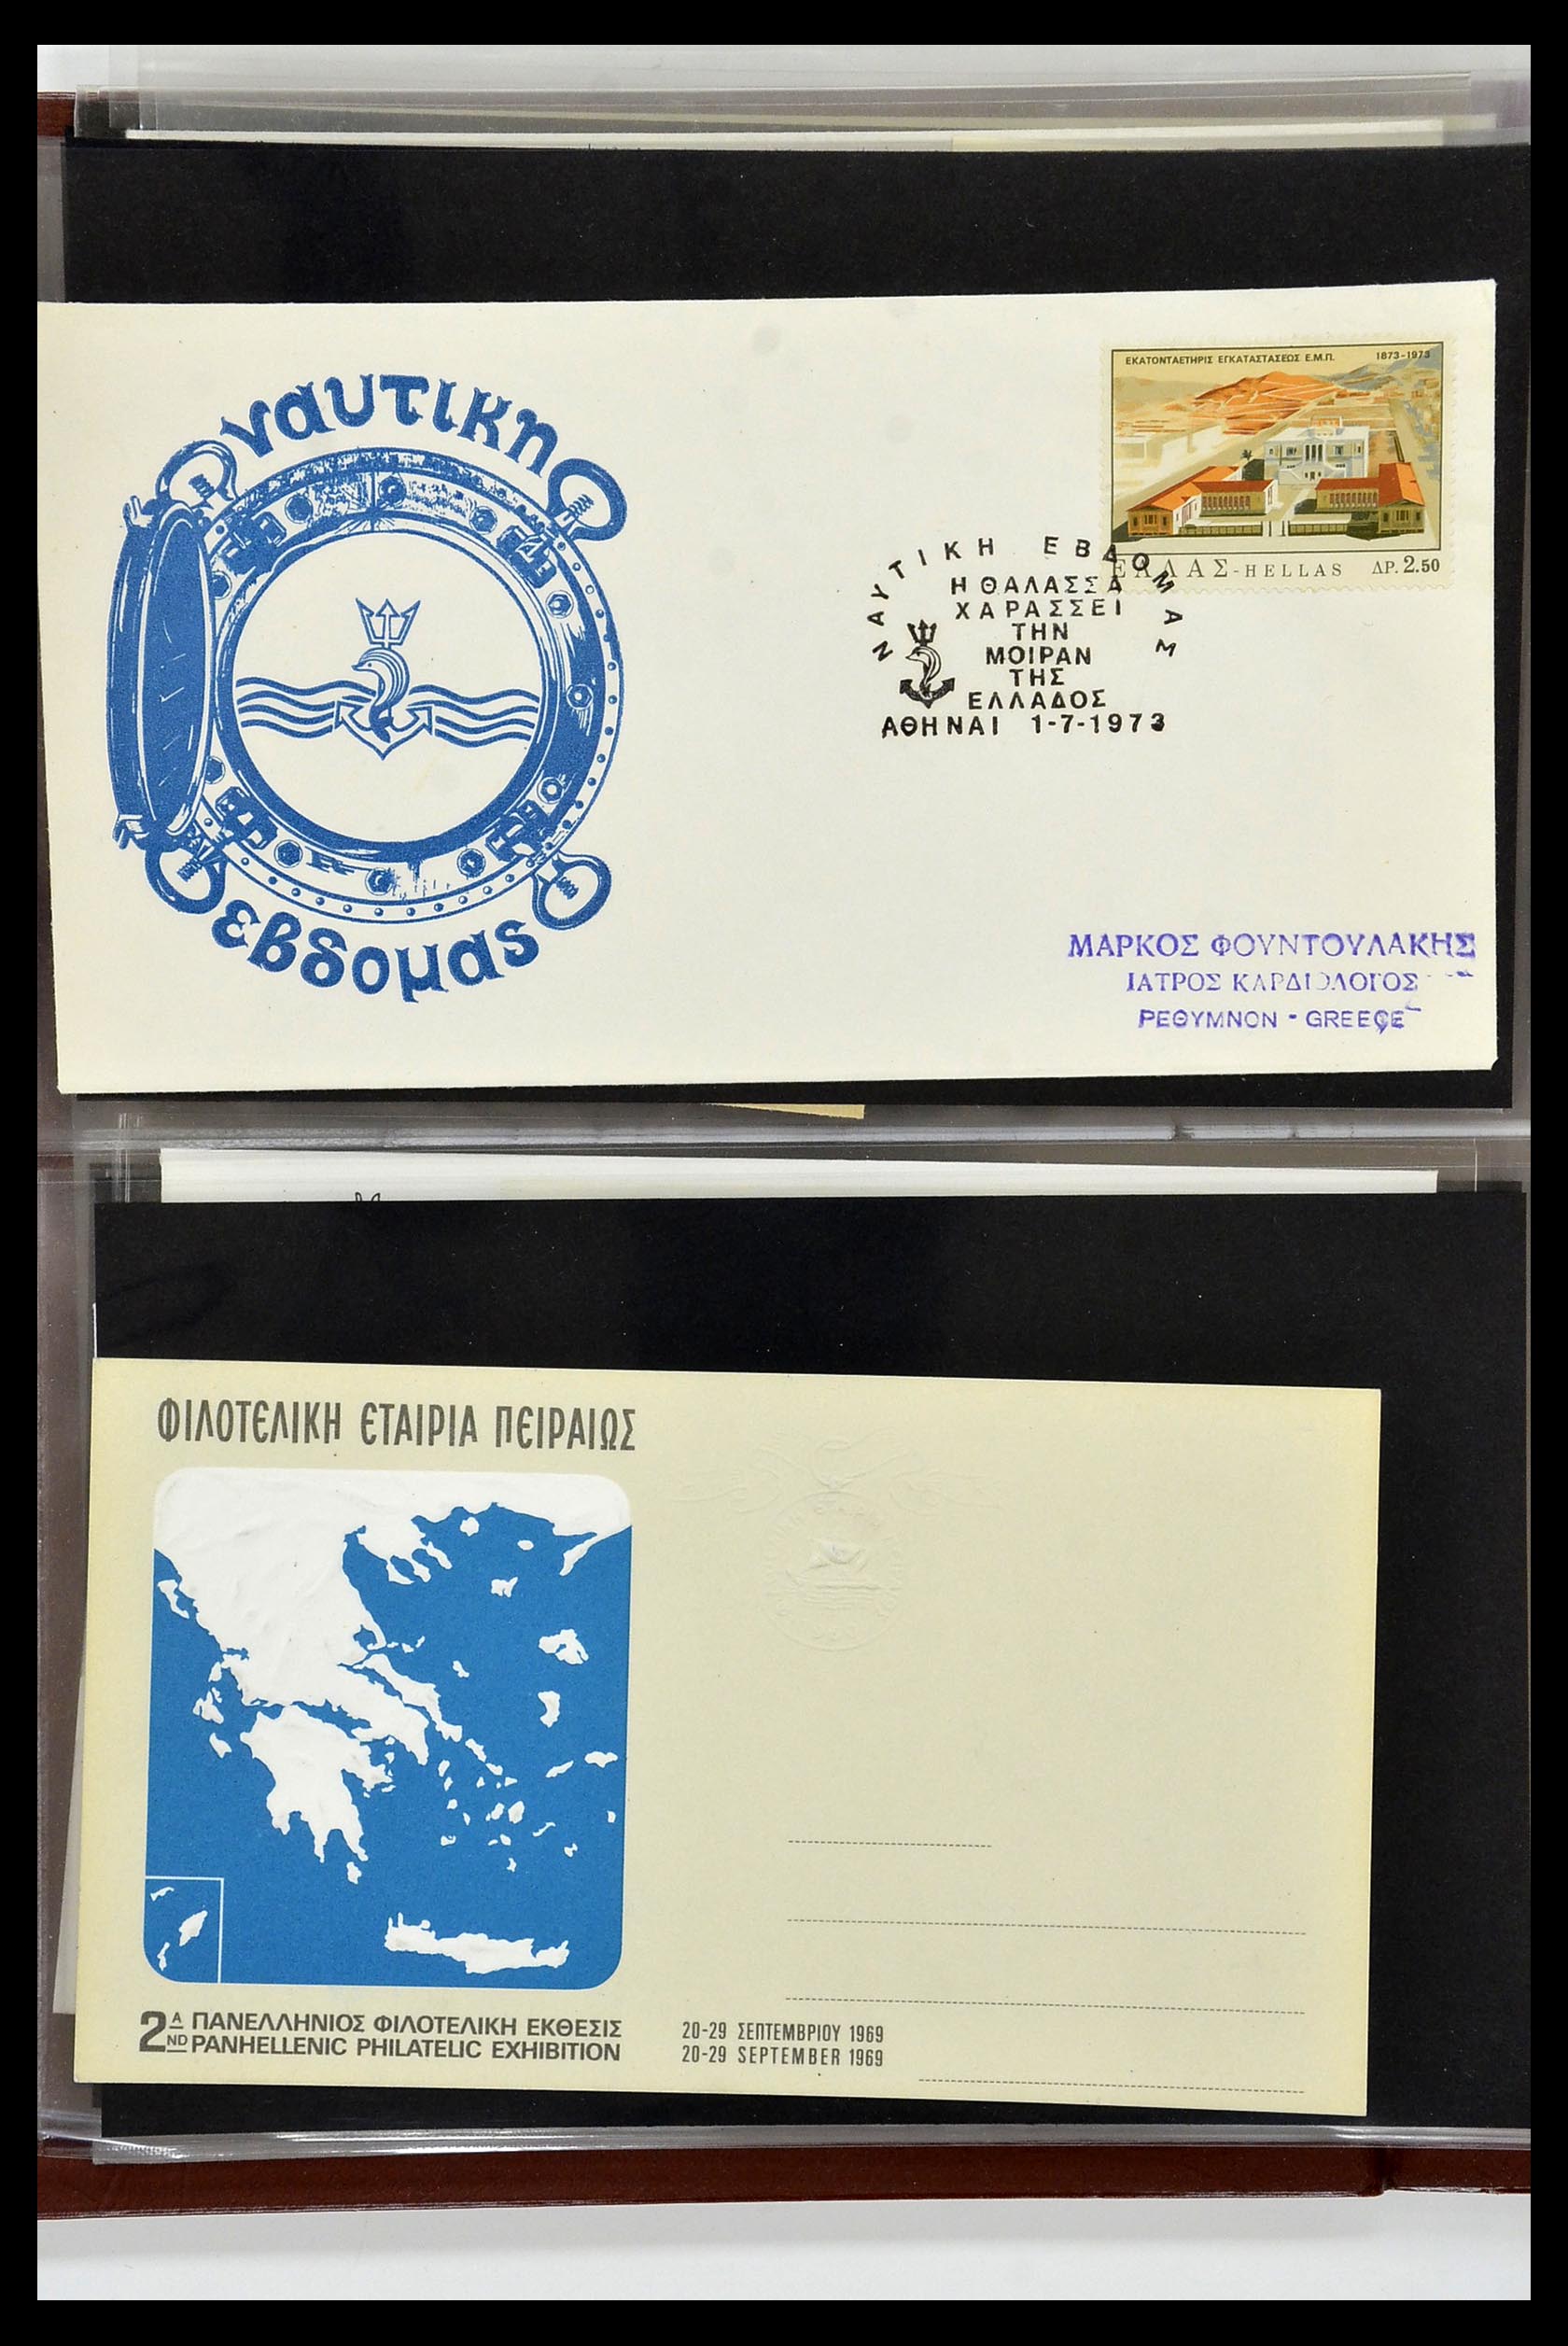 ναυτικη
εβδομας
ΕΚΑΤΟΝΤΑΕΤΗΡΙΣ ΕΓΚΑΤΑΣΤΑΣΕΩΣ Ε.Μ.Π. 1873-1973
ΕΛΛΑΣ-HELLAS ΔΡ. 2.50
ΝΑΥΤΙΚΗ ΕΒΔΟΜΑΣ
Η ΘΑΛΑΣΣΑ
ΧΑΡΑΣΣΕΙ
ΤΗΝ
ΜΟΙΡΑΝ
ΤΗΣ
ΕΛΛΑΔΟΣ
ΑΘΗΝΑΙ 1-7-1973
ΜΑΡΚΟΣ ΦΟΥΝΤΟΥΛΑΚΗΣ
ΙΑΤΡΟΣ ΚΑΡΔΙΟΛΟΓΟΣ
ΡΕΘΥΜΝΟΝ - GREECE
ΦΙΛΟΤΕΛΙΚΗ ΕΤΑΙΡΙΑ ΠΕΙΡΑΙΩΣ
2Α ΠΑΝΕΛΛΗΝΙΟΣ ΦΙΛΟΤΕΛΙΚΗ ΕΚΘΕΣΙΣ 20-29 ΣΕΠΤΕΜΒΡΙΟΥ 1969
ND PANHELLENIC PHILATELIC EXHIBITION 20-29 SEPTEMBER 1969